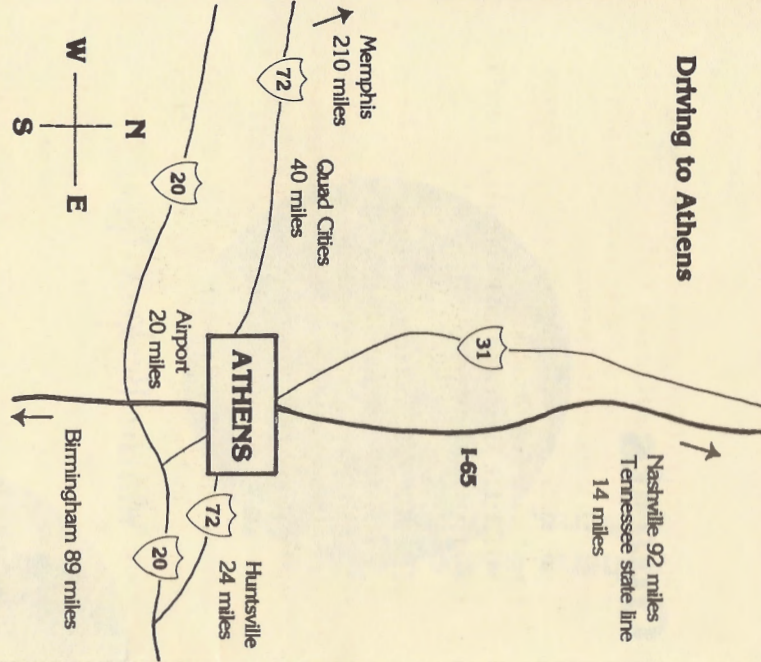 Driving to Athens
Nashville 92 miles
Tennessee state line
14 miles
31
I-65
Memphis
210 miles
72
Quad Cities
40 miles
ATHENS
Huntsville
24 miles
72
20
Airport
20 miles
20
Birmingham 89 miles
N
W
E
S